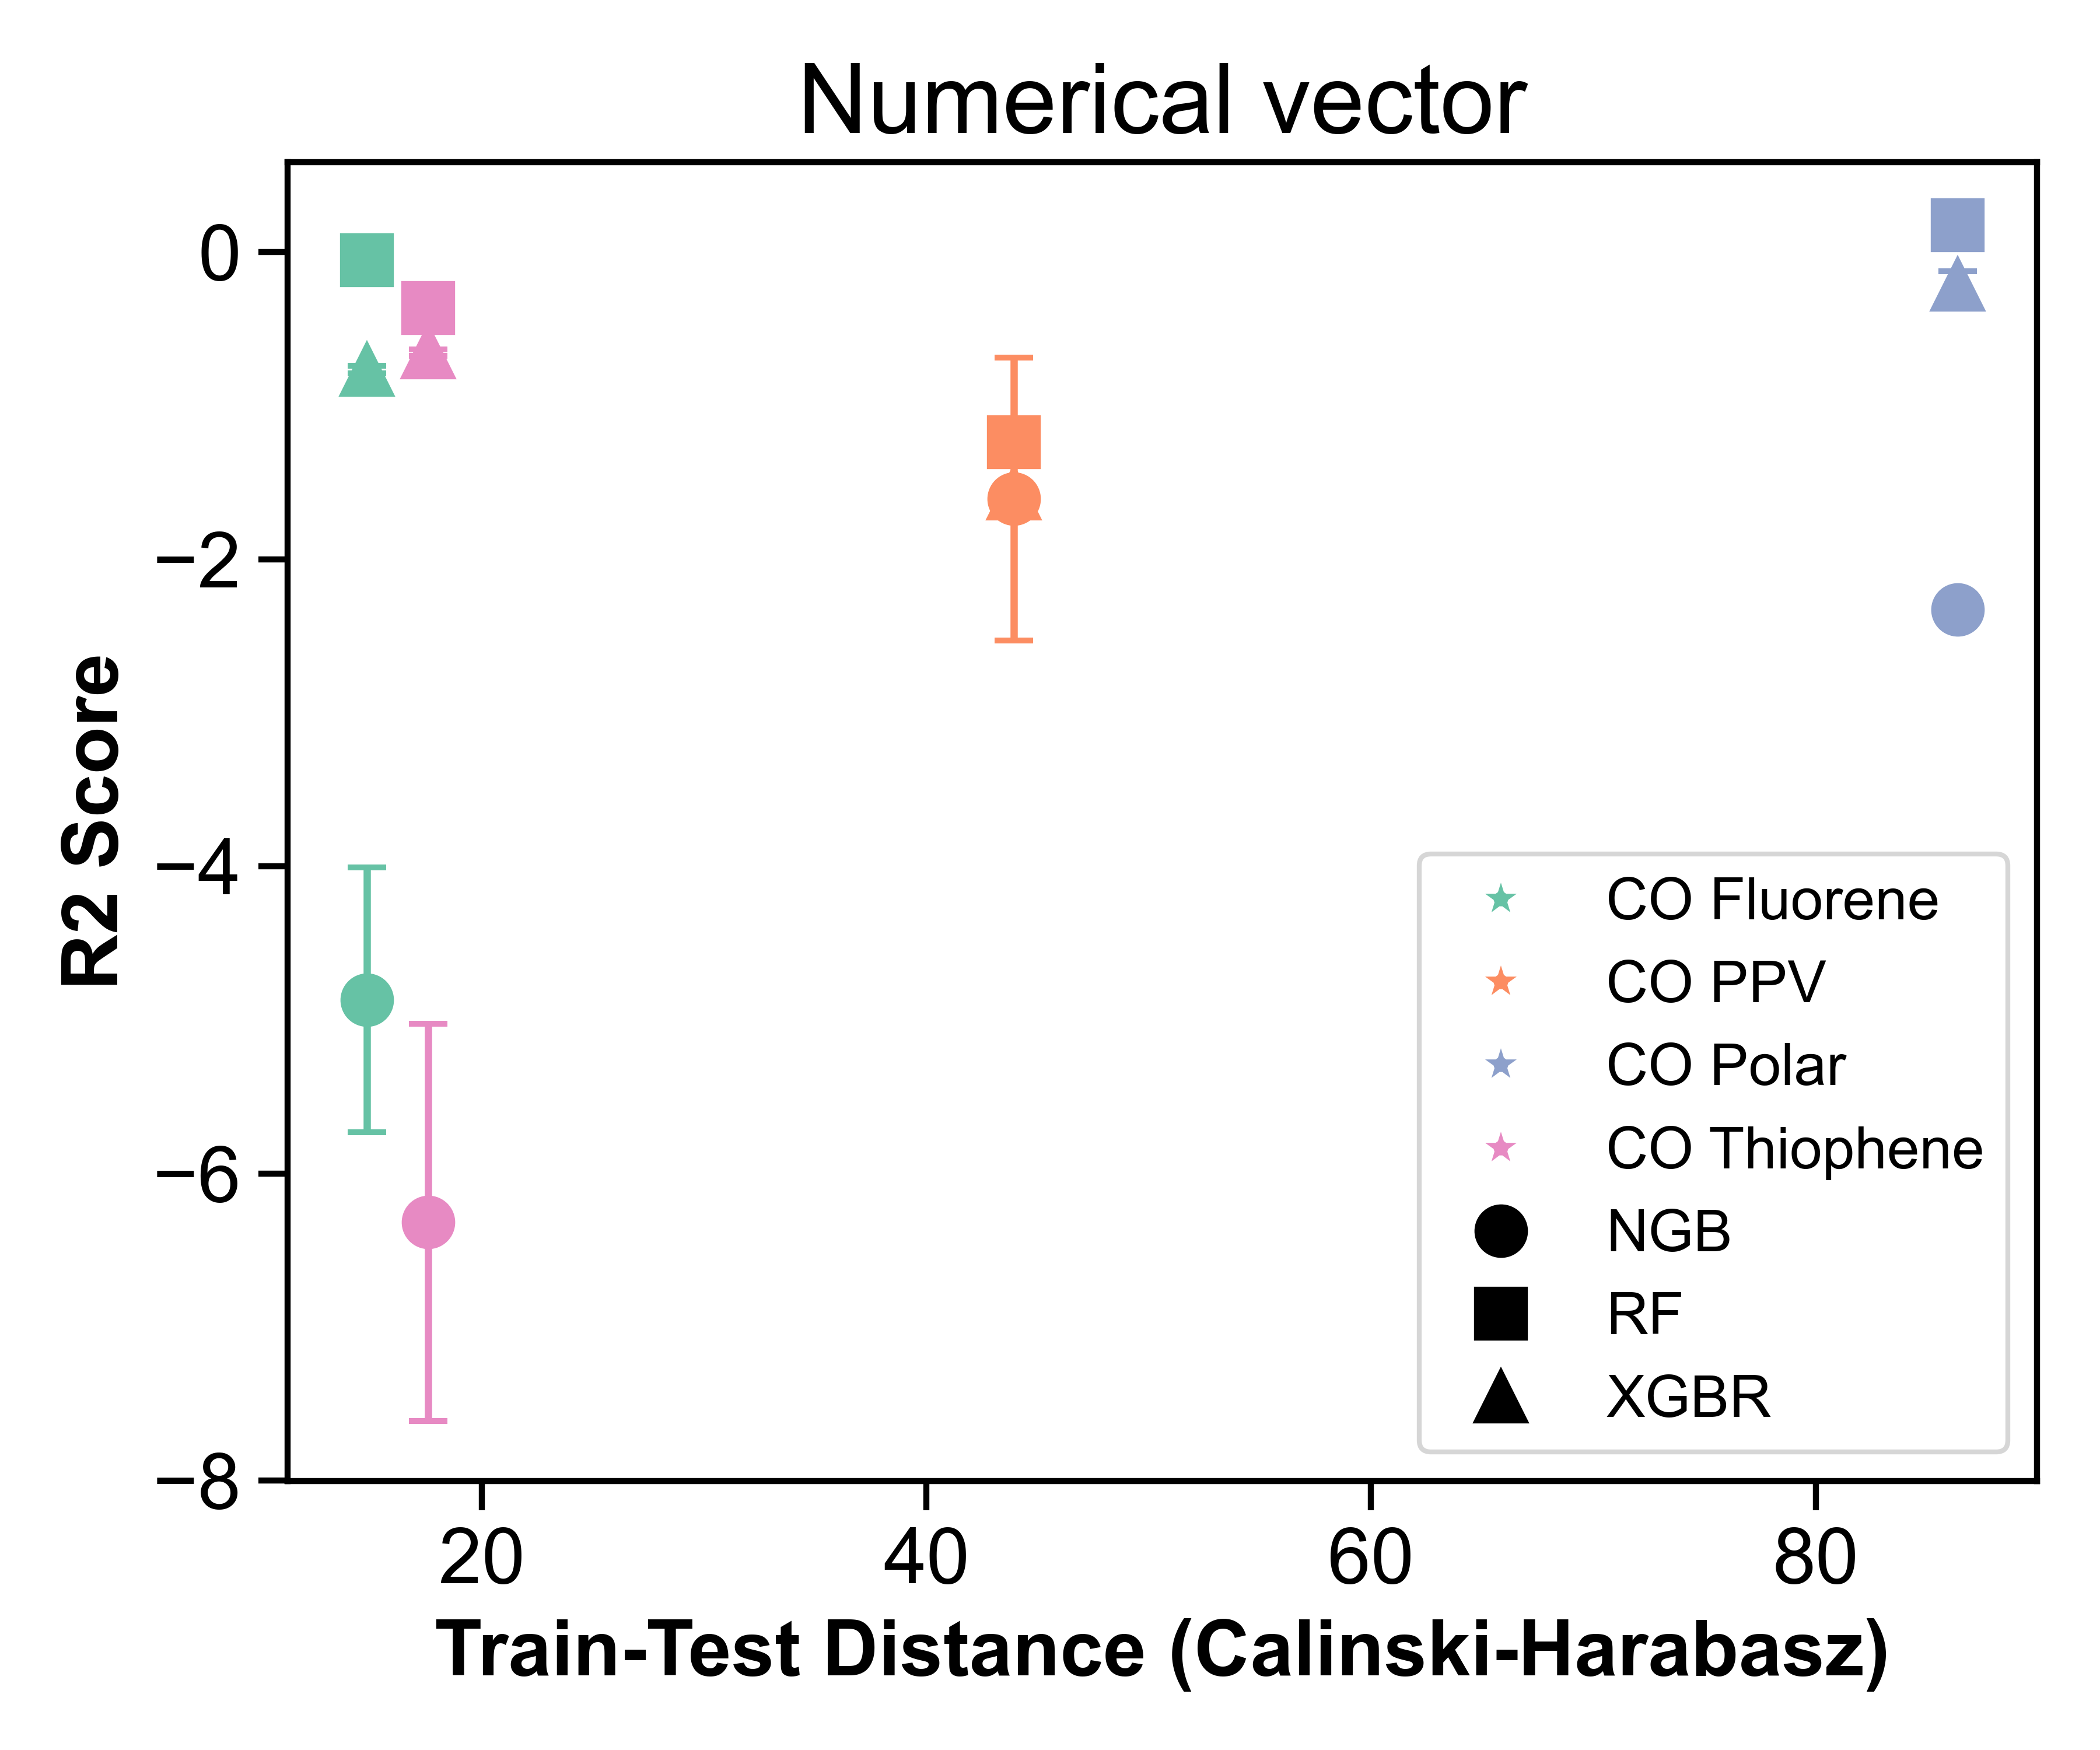 Numerical vector
0
−2
−4
−6
−8
R2 Score
CO Fluorene
CO PPV
CO Polar
CO Thiophene
NGB
RF
XGBR
20 40 60 80
Train-Test Distance (Calinski-Harabasz)